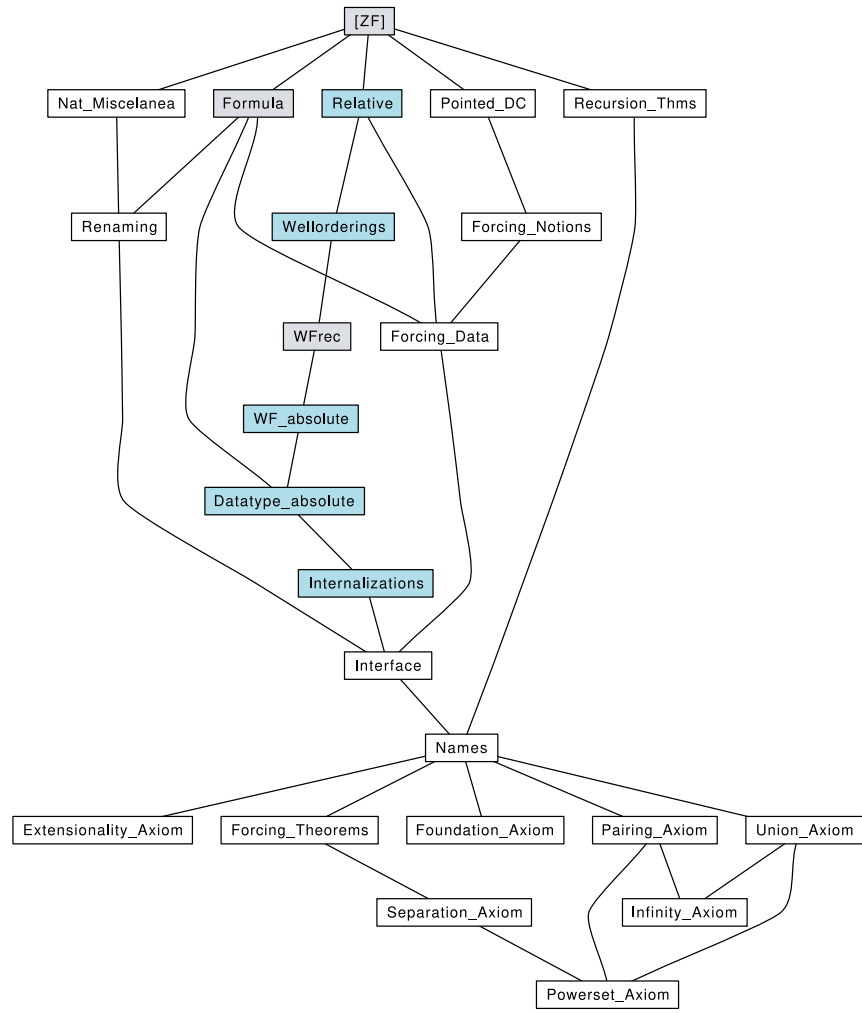 [ZF]
Nat_Miscelanea
Formula
Relative
Pointed_DC
Recursion_Thms
Renaming
Wellorderings
Forcing_Notions
WFrec
Forcing_Data
WF_absolute
Datatype_absolute
Internalizations
Interface
Names
Extensionality_Axiom
Forcing_Theorems
Foundation_Axiom
Pairing_Axiom
Union_Axiom
Separation_Axiom
Infinity_Axiom
Powerset_Axiom